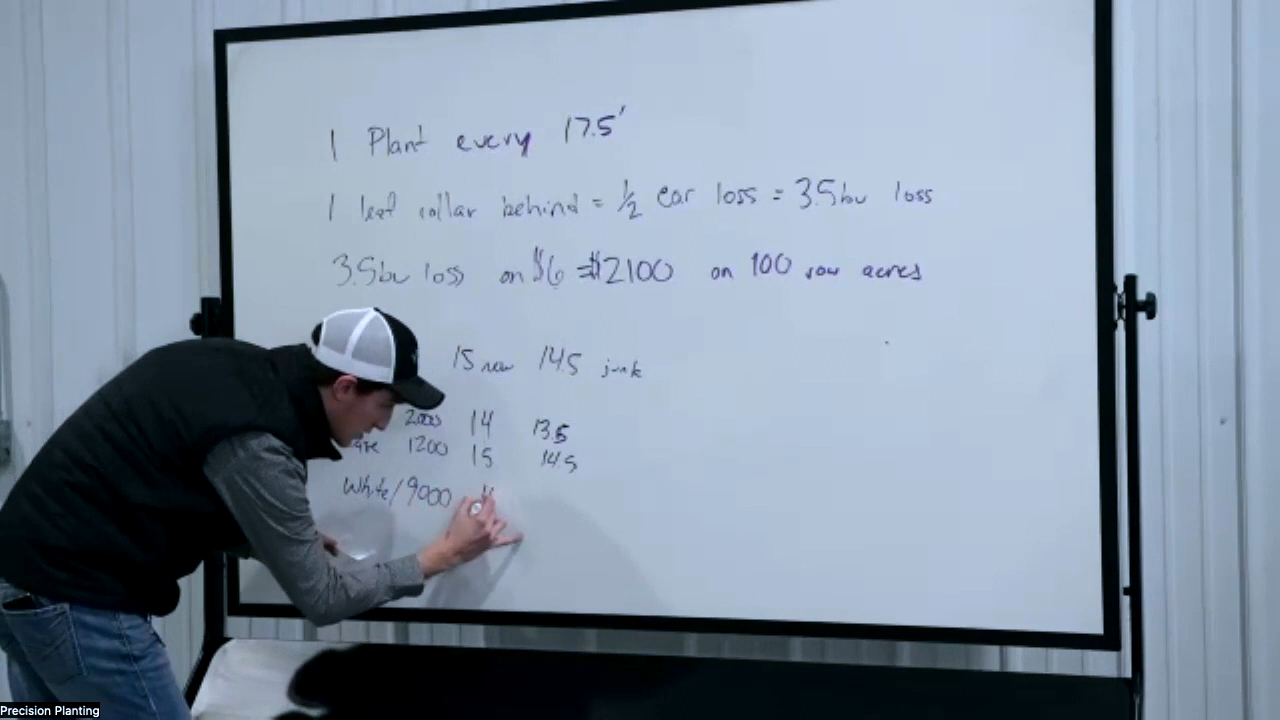 1 Plant every 17.5'
1 leaf collar behind = 1/2 ear loss = 3.5bu loss
3.5bu loss on $6 = $2100 on 100 row acres
15 new 14.5 junk
2000 14 13.5
1200 15 14.5
White/9000
Precision Planting